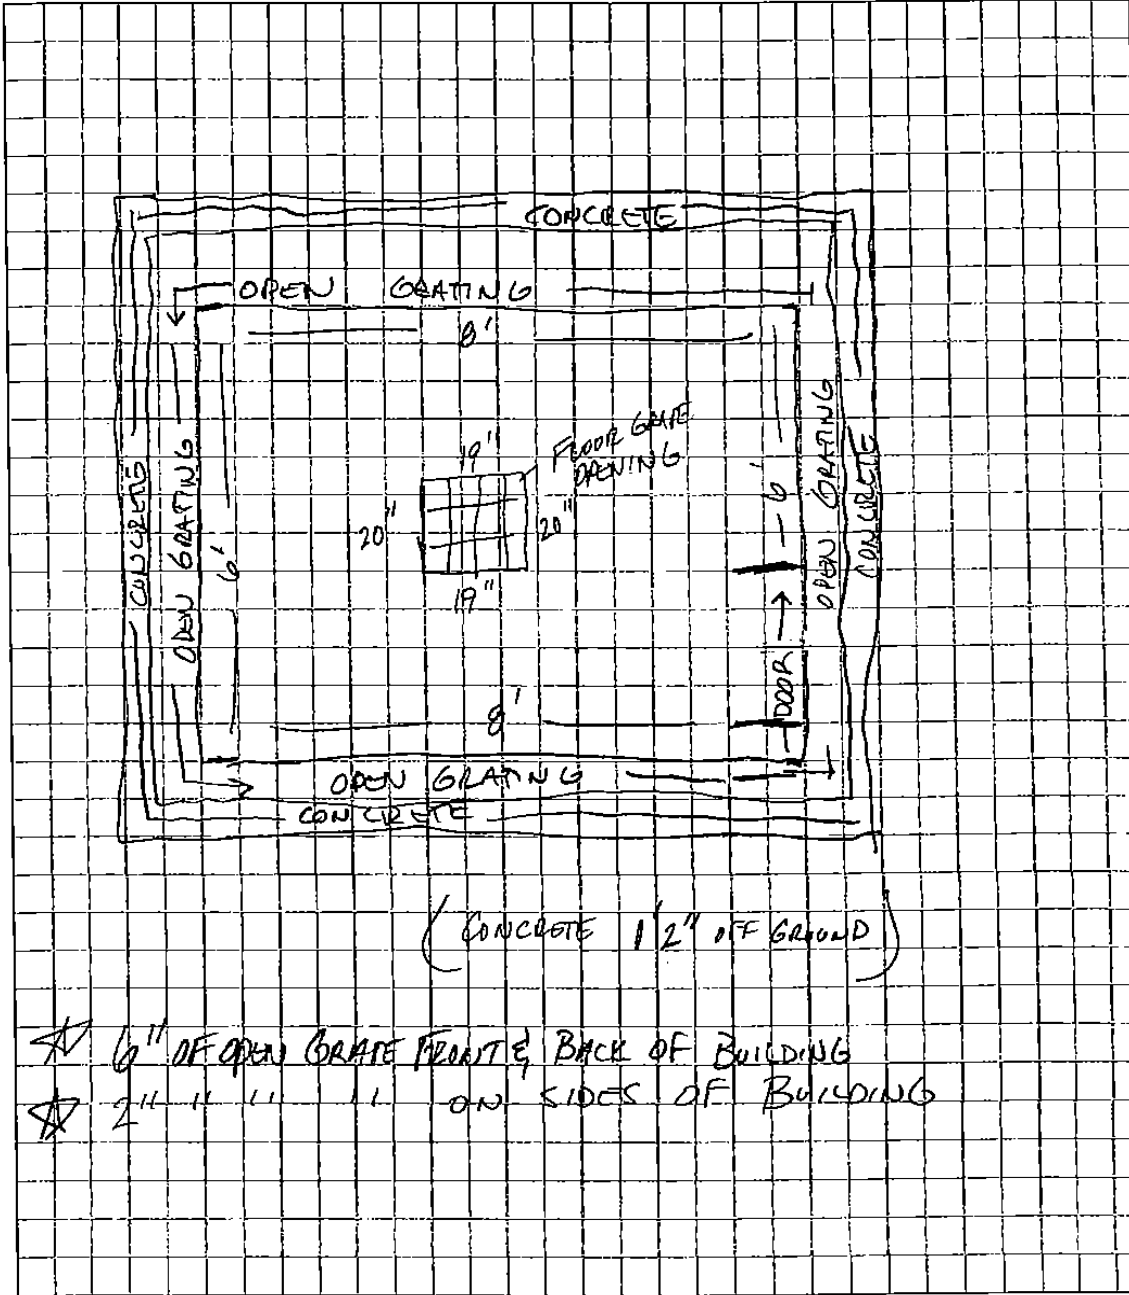 CONCRETE
OPEN GRATING
8'
FLOOR GRATE
OPENING
19"
20"
20"
19"
CONCRETE
OPEN GRATING
6'
6'
OPEN GRATING
CONCRETE
DOOR
8'
OPEN GRATING
CONCRETE
(CONCRETE 1 1/2" OFF GROUND)
6" OF OPEN GRATE FRONT & BACK OF BUILDING
2" " " " ON SIDES OF BUILDING